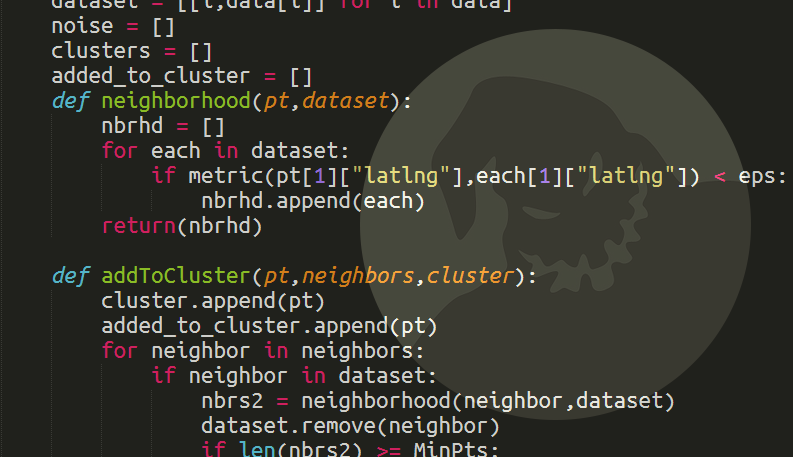 dataset = [[t,data[t]] for t in data]
noise = []
clusters = []
added_to_cluster = []
def neighborhood(pt,dataset):
nbrhd = []
for each in dataset:
if metric(pt[1]["latlng"],each[1]["latlng"]) < eps:
nbrhd.append(each)
return(nbrhd)
def addToCluster(pt,neighbors,cluster):
cluster.append(pt)
added_to_cluster.append(pt)
for neighbor in neighbors:
if neighbor in dataset:
nbrs2 = neighborhood(neighbor,dataset)
dataset.remove(neighbor)
if len(nbrs2) >= MinPts: